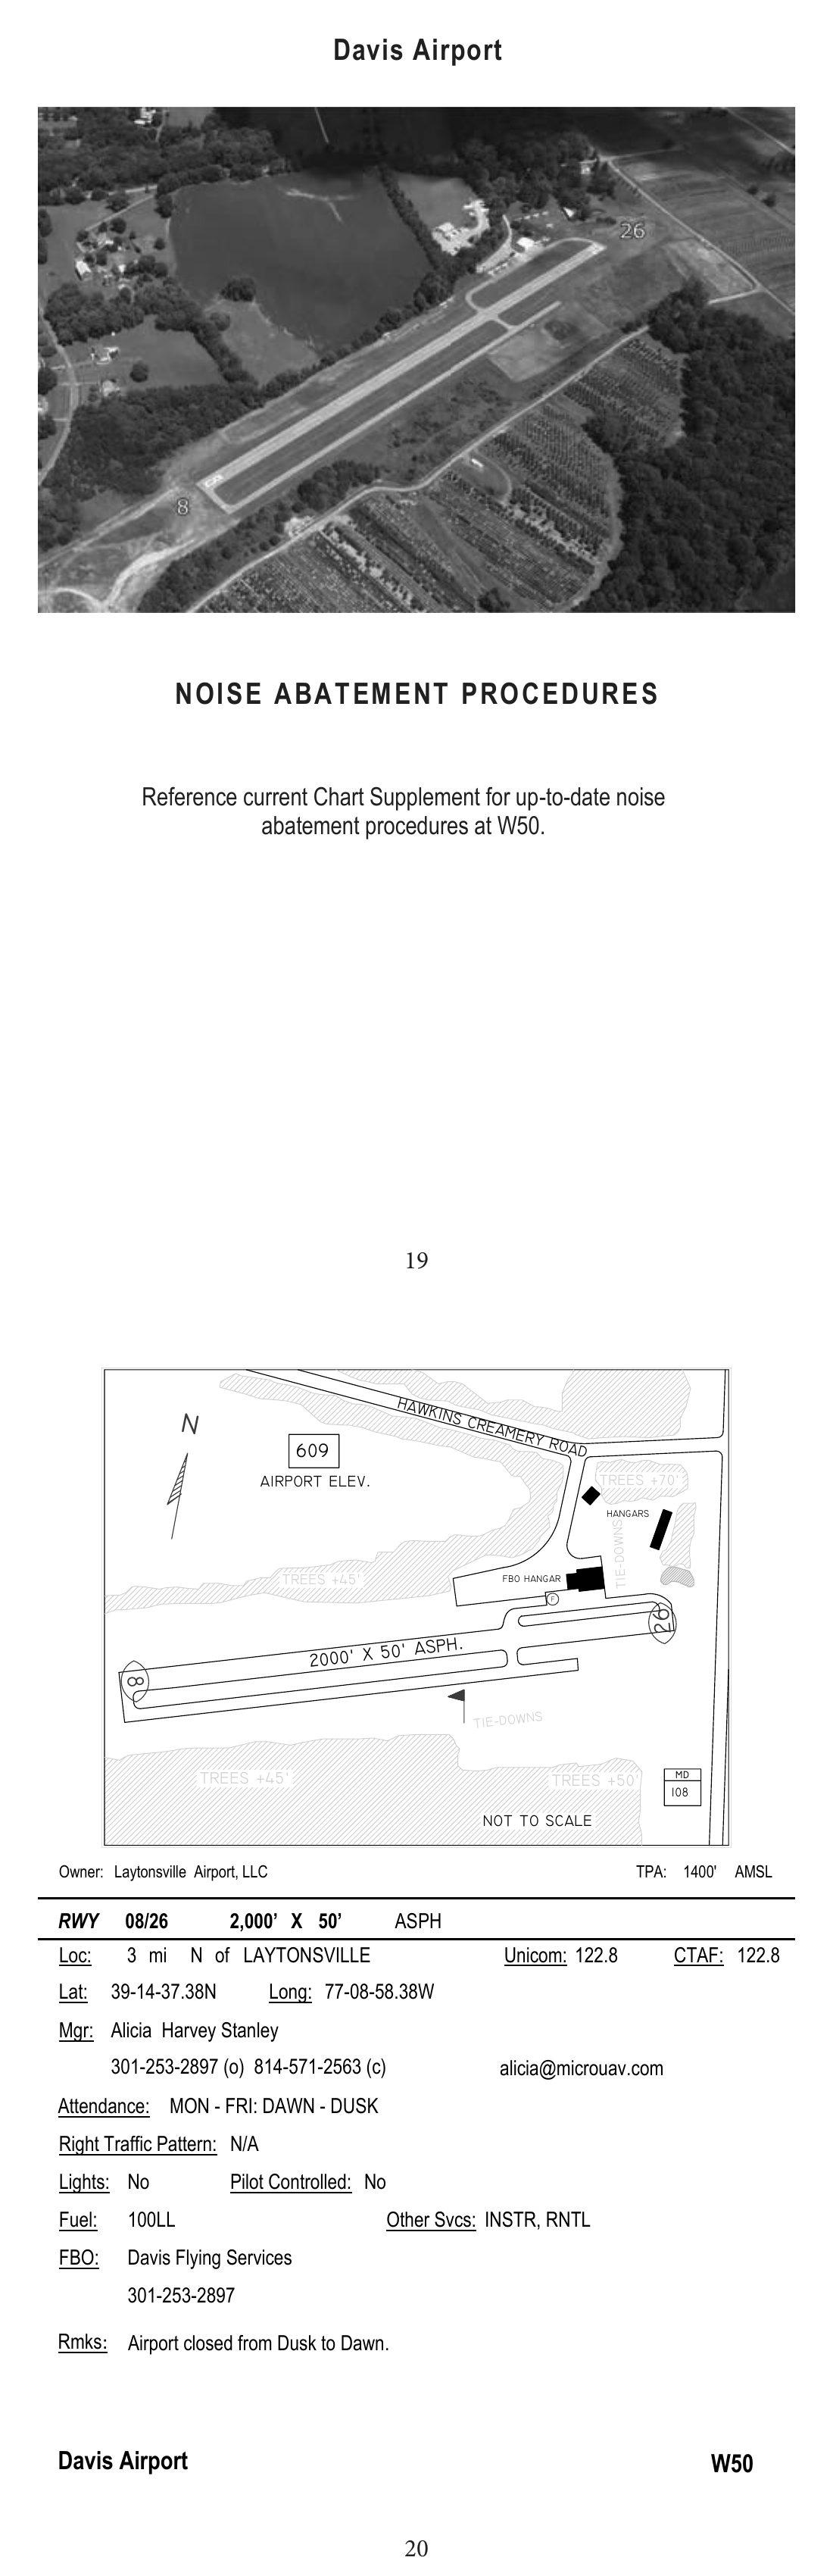 Davis Airport
26
8
NOISE ABATEMENT PROCEDURES
Reference current Chart Supplement for up-to-date noise
abatement procedures at W50.
19
HAWKINS CREAMERY ROAD
N
609
AIRPORT ELEV.
TREES +70'
HANGARS
TIE-DOWNS
TREES +45'
FBO HANGAR
F
26
2000' X 50' ASPH.
8
TIE-DOWNS
TREES +45'
TREES +50'
MD
108
NOT TO SCALE
Owner: Laytonsville Airport, LLC TPA: 1400' AMSL
RWY 08/26 2,000’ X 50’ ASPH
Loc: 3 mi N of LAYTONSVILLE Unicom: 122.8 CTAF: 122.8
Lat: 39-14-37.38N Long: 77-08-58.38W
Mgr: Alicia Harvey Stanley
301-253-2897 (o) 814-571-2563 (c) alicia@microuav.com
Attendance: MON - FRI: DAWN - DUSK
Right Traffic Pattern: N/A
Lights: No Pilot Controlled: No
Fuel: 100LL Other Svcs: INSTR, RNTL
FBO: Davis Flying Services
301-253-2897
Rmks: Airport closed from Dusk to Dawn.
Davis Airport W50
20